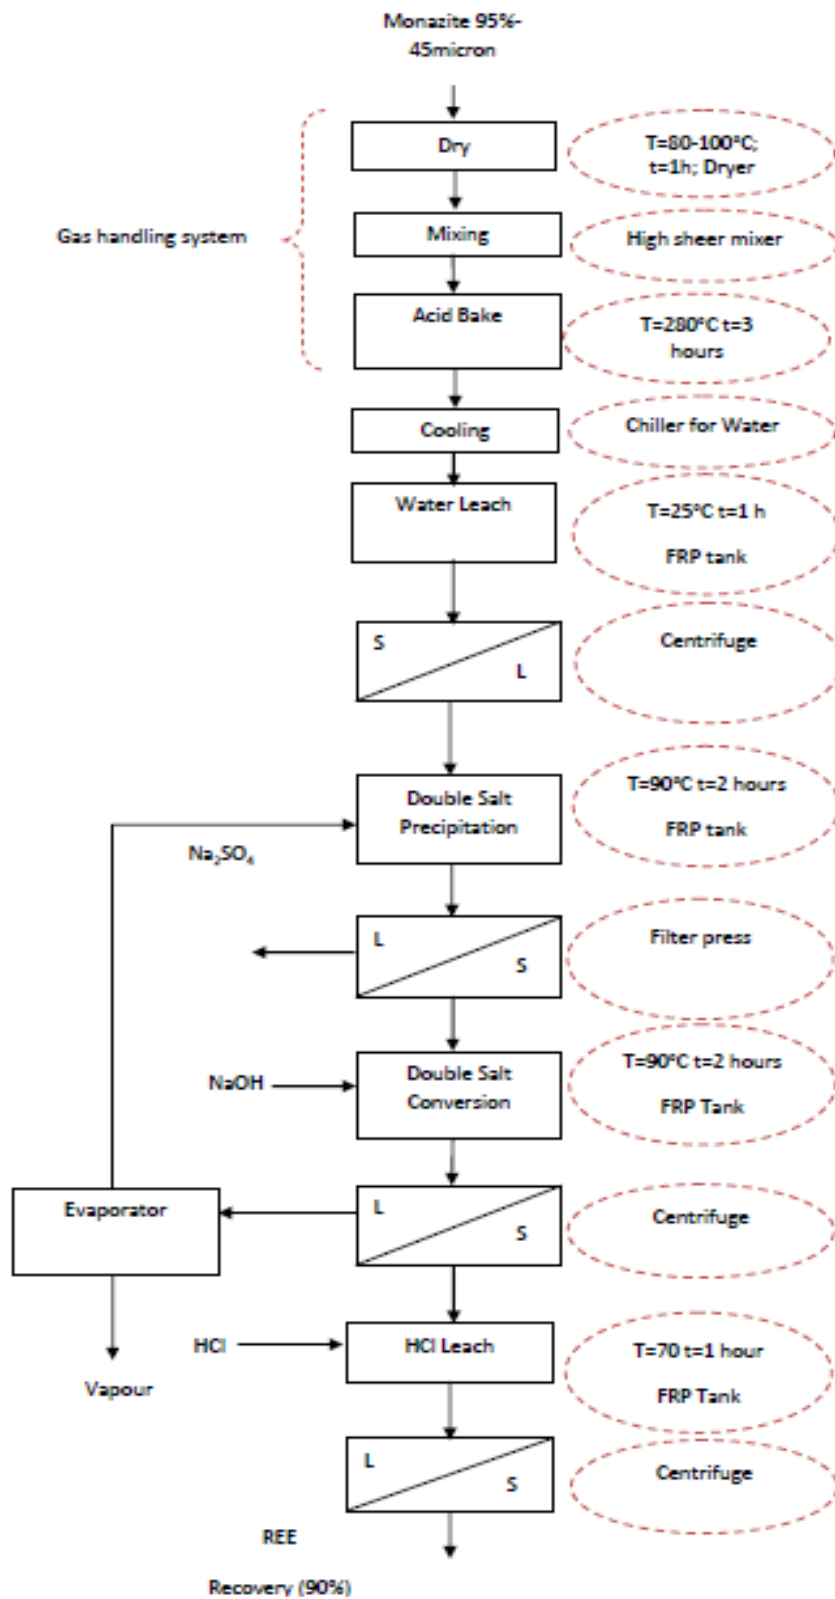 Monazite 95%-
45micron
Dry
T=80-100°C;
t=1h; Dryer
Gas handling system
Mixing
High sheer mixer
Acid Bake
T=280°C t=3
hours
Cooling
Chiller for Water
Water Leach
T=25°C t=1 h
FRP tank
S
L
Centrifuge
Double Salt
Precipitation
T=90°C t=2 hours
FRP tank
Na₂SO₄
L
S
Filter press
NaOH
Double Salt
Conversion
T=90°C t=2 hours
FRP Tank
Evaporator
L
S
Centrifuge
HCl
HCl Leach
T=70 t=1 hour
FRP Tank
Vapour
L
S
Centrifuge
REE
Recovery (90%)